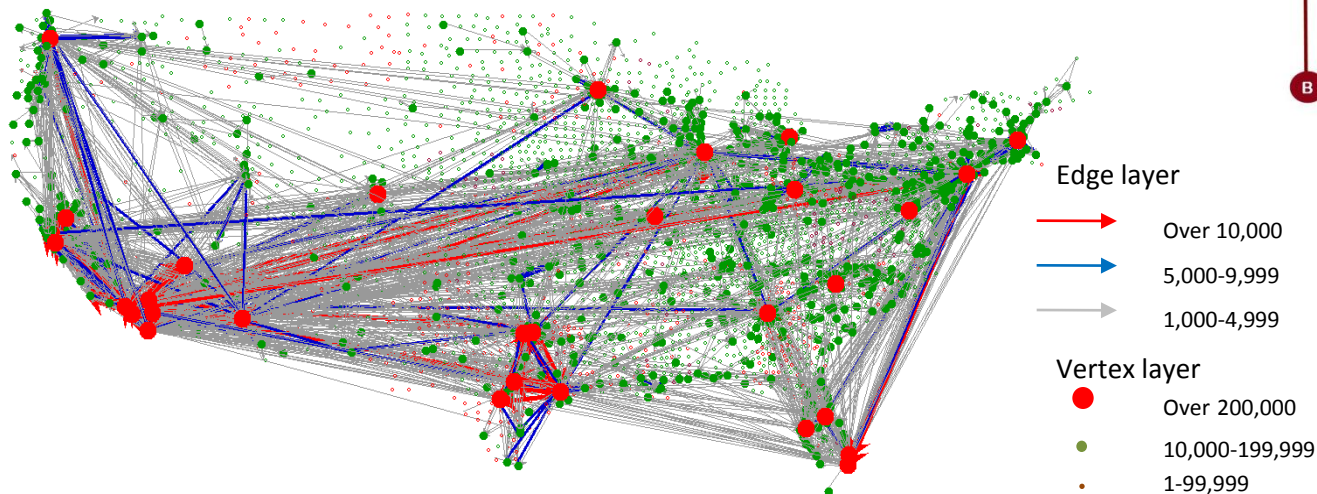 B
Edge layer
Over 10,000
5,000-9,999
1,000-4,999
Vertex layer
Over 200,000
10,000-199,999
1-99,999